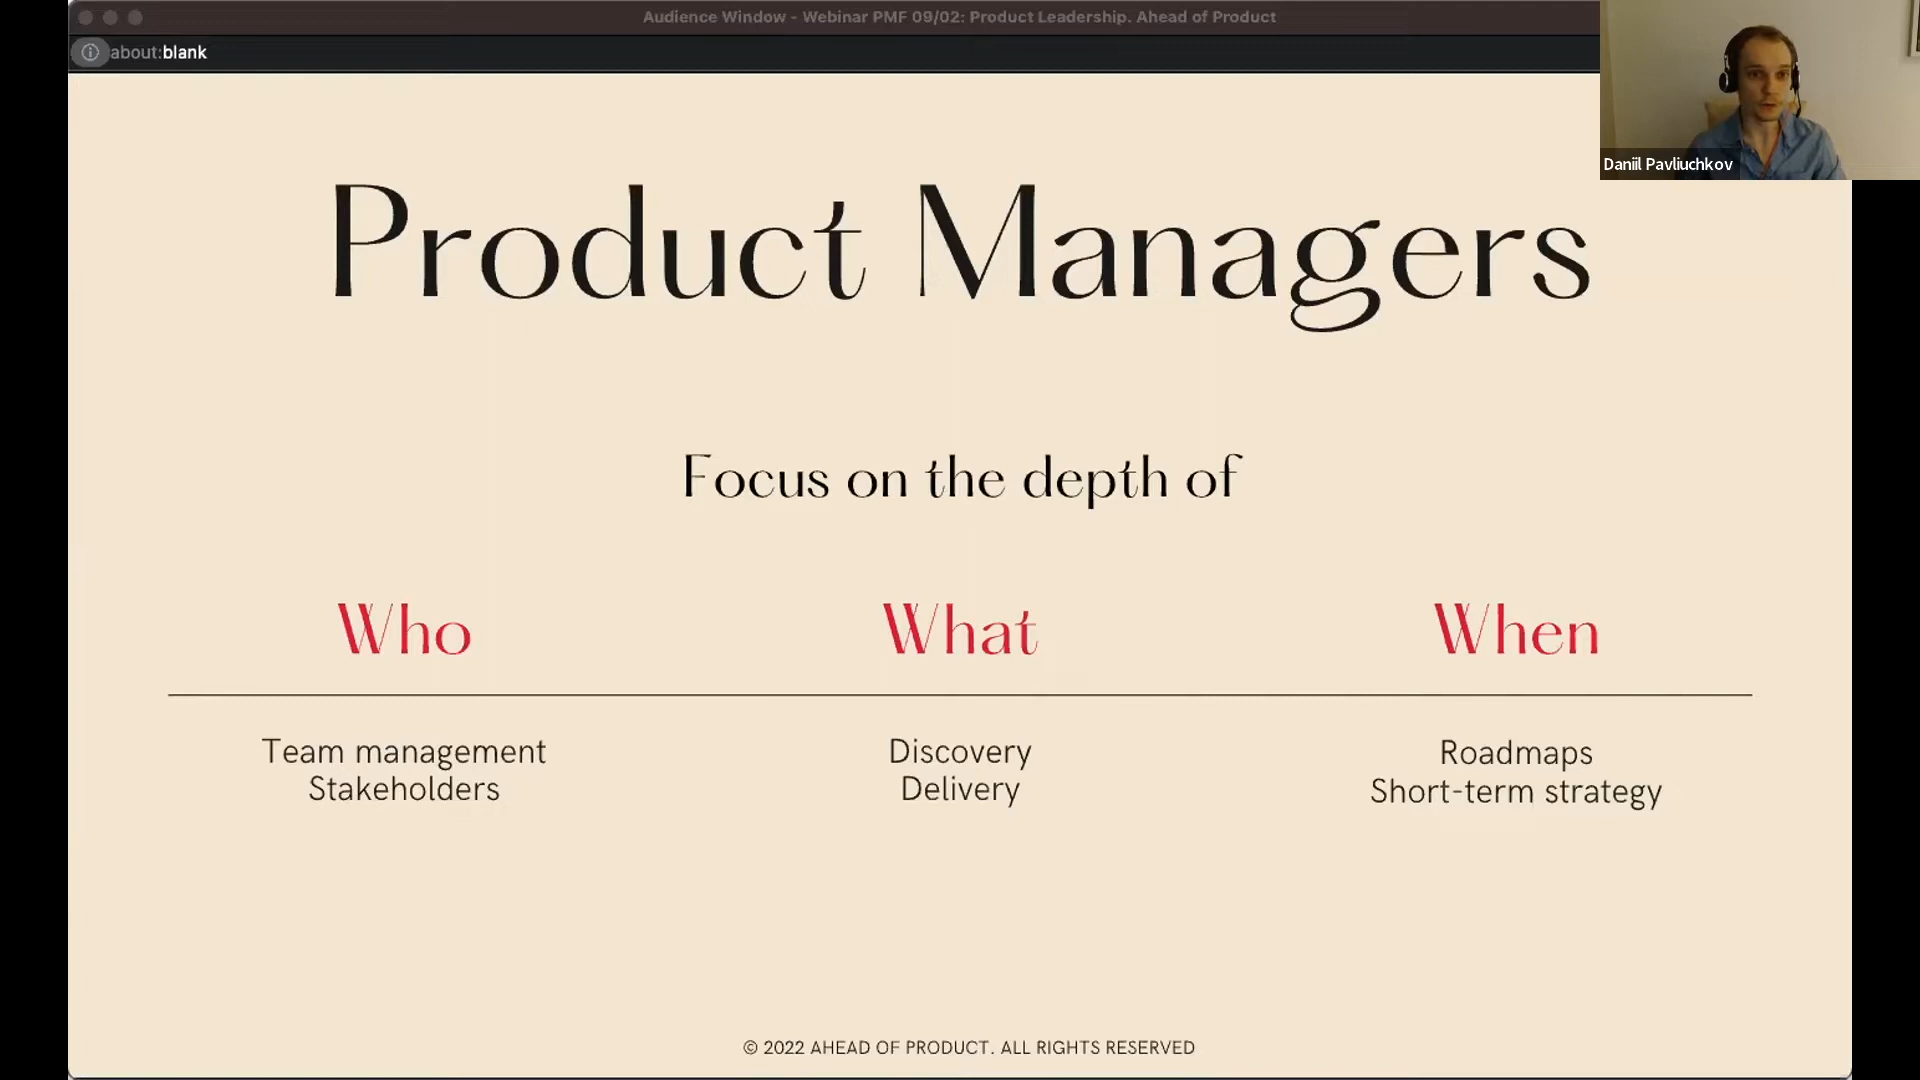 Audience Window - Webinar PMF 09/02: Product Leadership. Ahead of Product
about:blank
Daniil Pavliuchkov
Product Managers
Focus on the depth of
Who
What
When
Team management
Stakeholders
Discovery
Delivery
Roadmaps
Short-term strategy
© 2022 AHEAD OF PRODUCT. ALL RIGHTS RESERVED